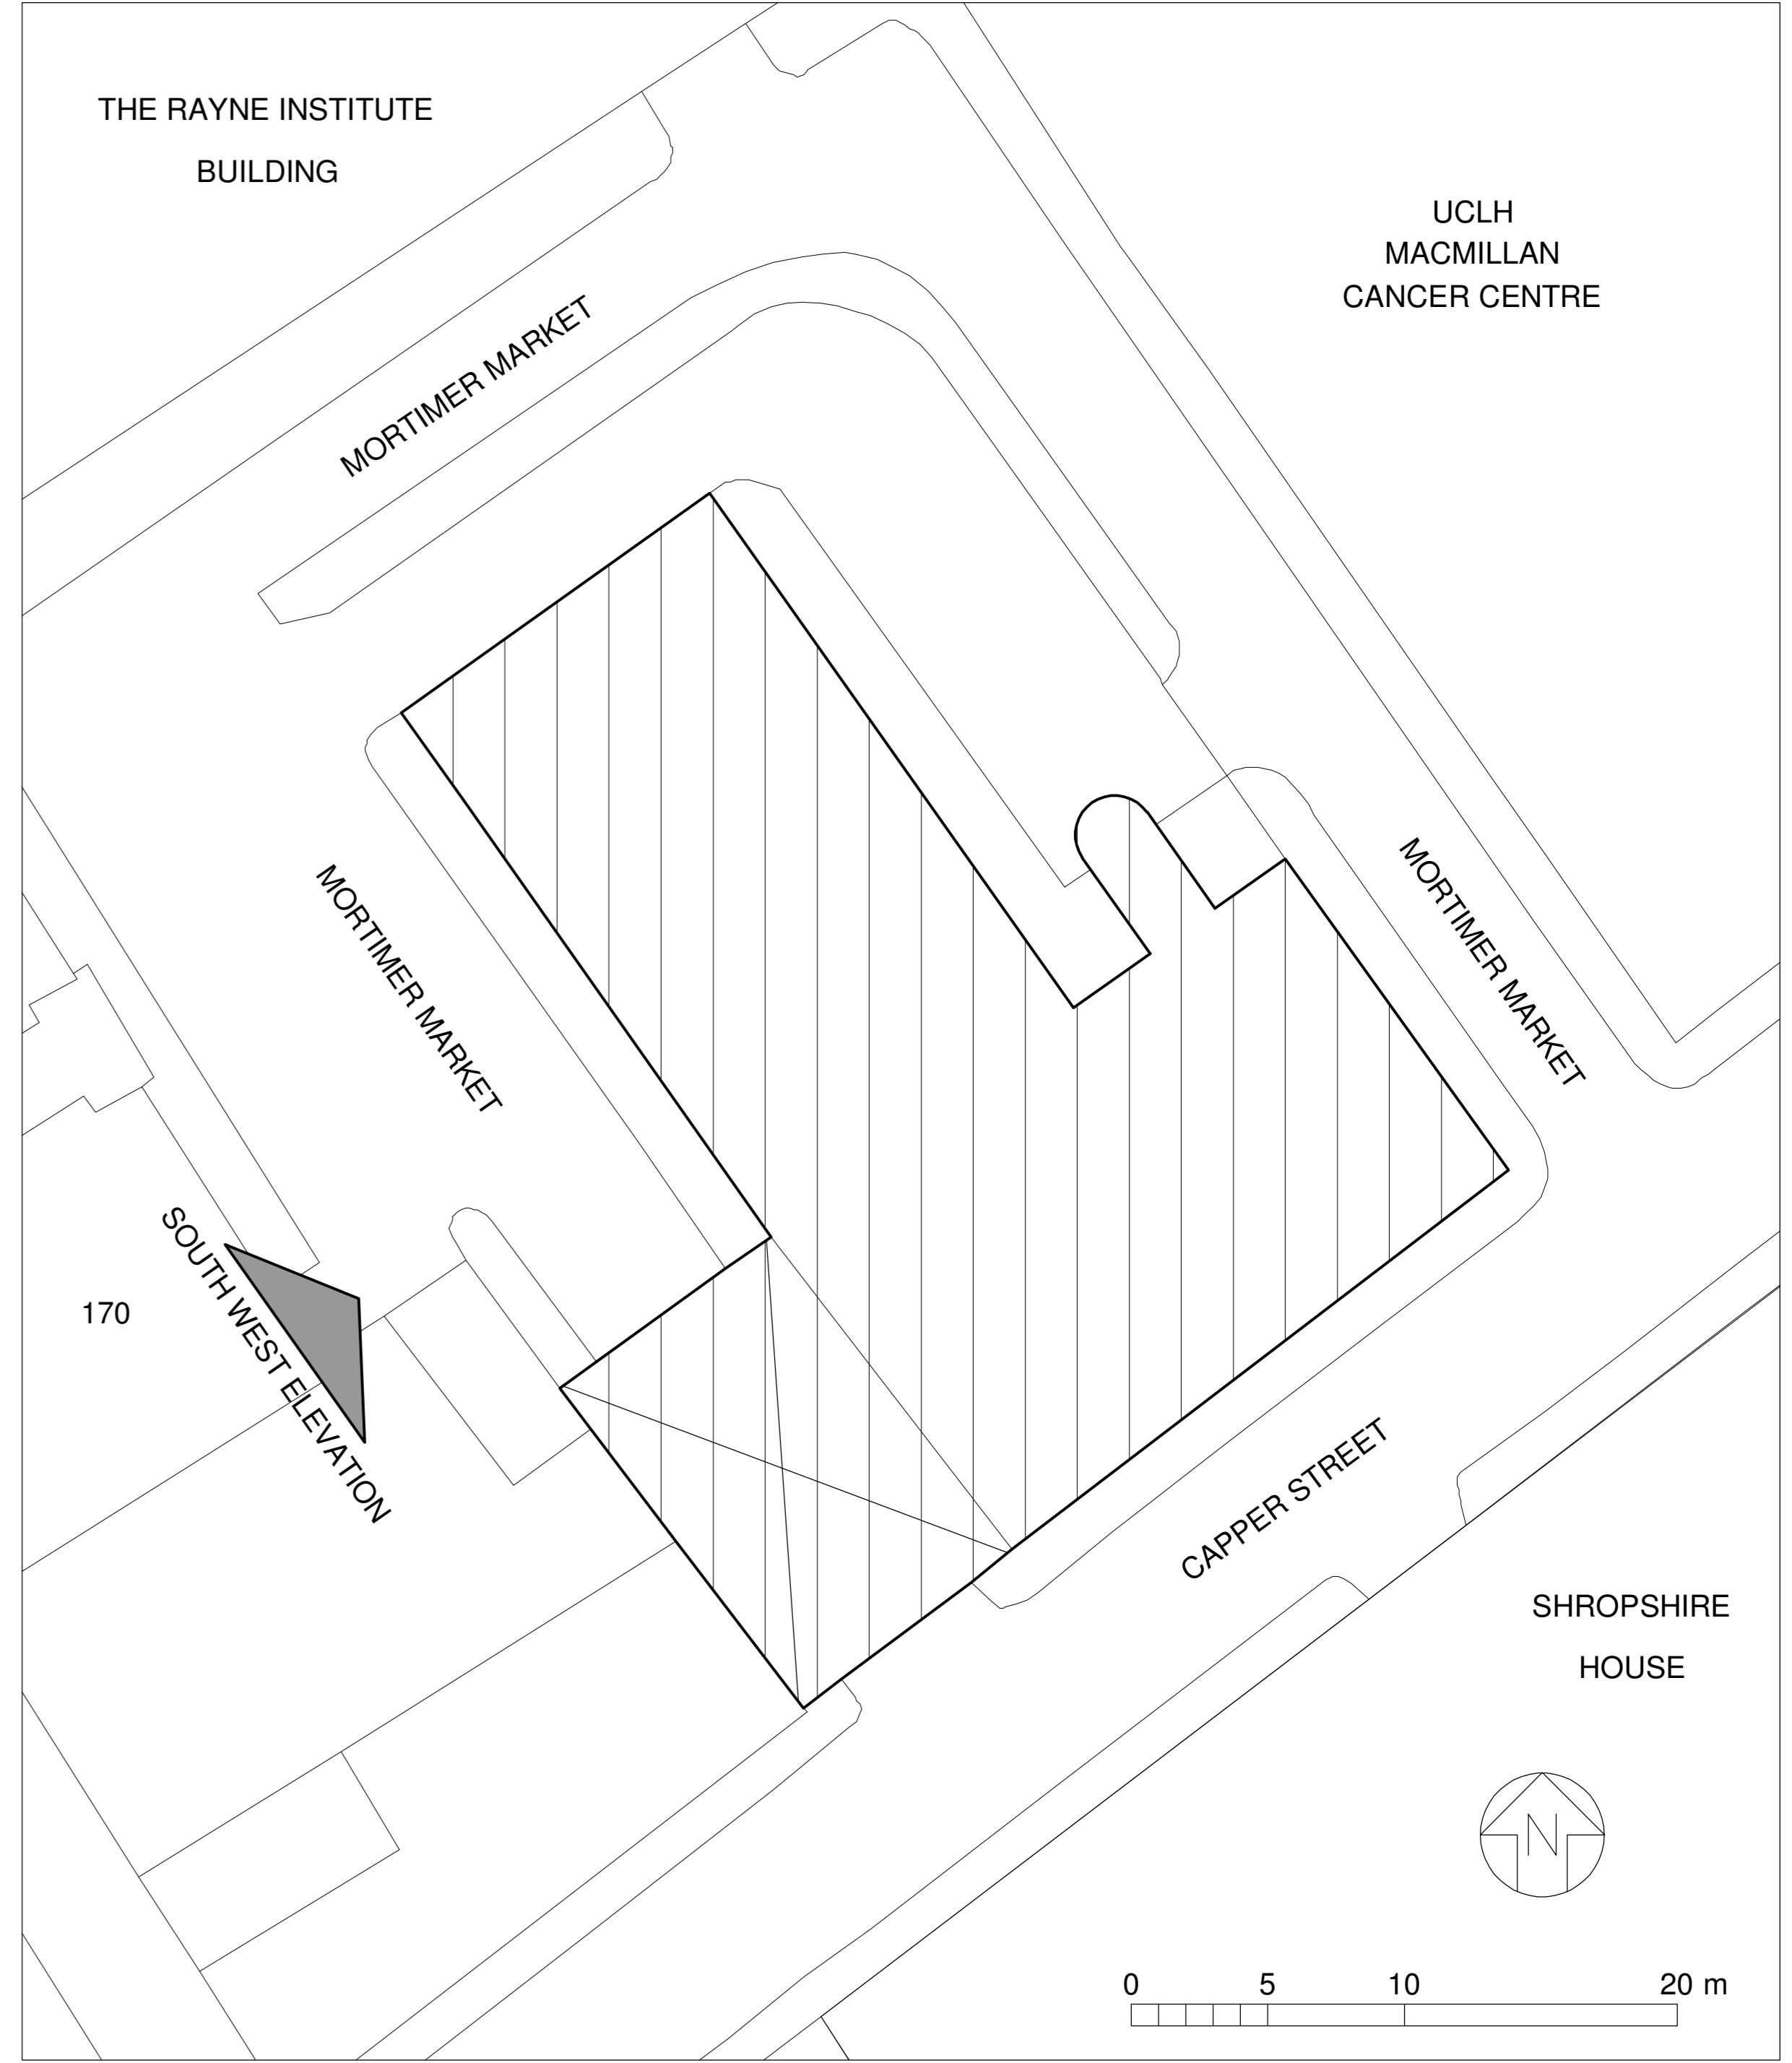 THE RAYNE INSTITUTE
BUILDING
UCLH
MACMILLAN
CANCER CENTRE
MORTIMER MARKET
MORTIMER MARKET
MORTIMER MARKET
SOUTH WEST ELEVATION
170
CAPPER STREET
SHROPSHIRE
HOUSE
N
0 5 10 20 m